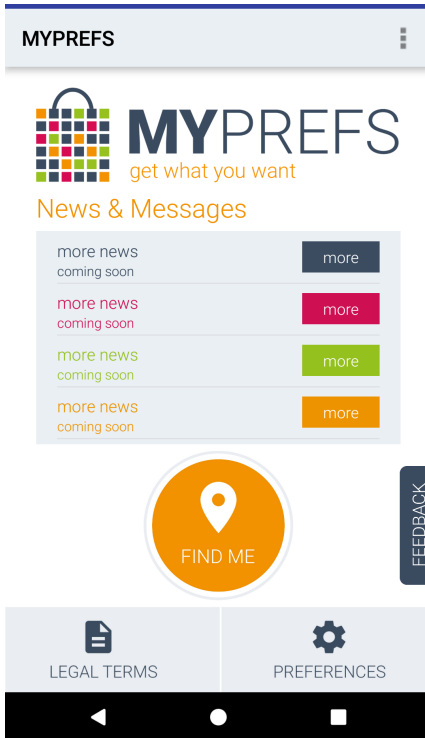 MYPREFS
MYPREFS
get what you want
News & Messages
more news
coming soon
more
more news
coming soon
more
more news
coming soon
more
more news
coming soon
more
FIND ME
FEEDBACK
LEGAL TERMS
PREFERENCES